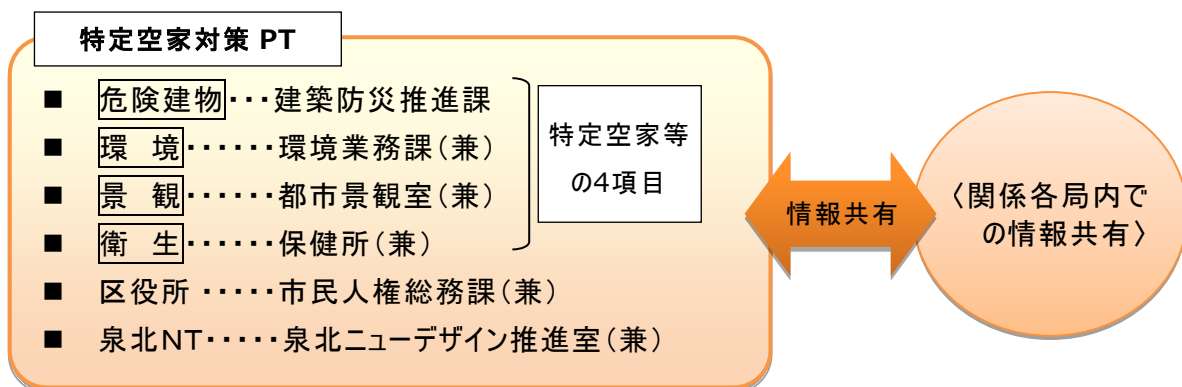 特定空家対策 PT
■ 危険建物・・・建築防災推進課
■ 環　境・・・・・・環境業務課（兼）
■ 景　観・・・・・・都市景観室（兼）
■ 衛　生・・・・・・保健所（兼）
■ 区役所 ・・・・・市民人権総務課（兼）
■ 泉北NT・・・・・泉北ニューデザイン推進室（兼）
特定空家等
の4項目
情報共有
〈関係各局内で
の情報共有〉